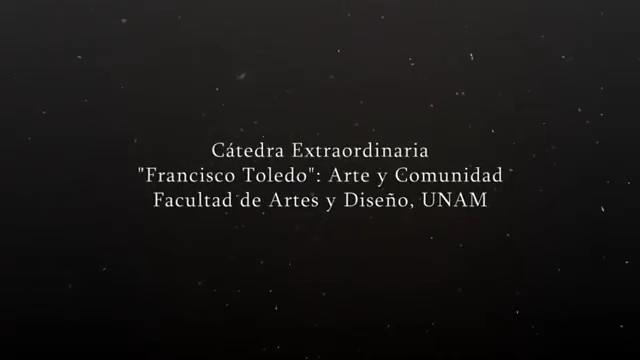 Cátedra Extraordinaria
"Francisco Toledo": Arte y Comunidad
Facultad de Artes y Diseño, UNAM